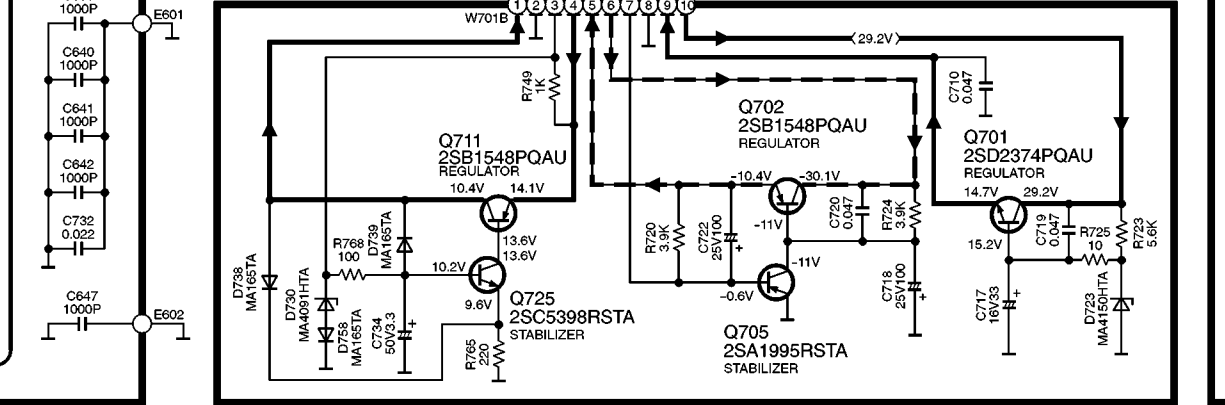 1000P
E601
C640
1000P
C641
1000P
C642
1000P
C732
0.022
C647
1000P
E602
W701B
1 2 3 4 5 6 7 8 9 10
29.2V
R749
1K
C710
0.047
Q702
2SB1548PQAU
REGULATOR
Q711
2SB1548PQAU
REGULATOR
Q701
2SD2374PQAU
REGULATOR
10.4V
14.1V
-10.4V
-30.1V
14.7V
29.2V
R768
100
D739
MA165TA
13.6V
13.6V
10.2V
9.6V
R720
3.9K
C722
25V100
+
-11V
-11V
-0.6V
C720
0.047
R724
3.9K
15.2V
C719
0.047
R725
10
R723
5.6K
D738
MA165TA
D730
MA4091HTA
D758
MA165TA
C734
50V3.3
+
Q725
2SC5398RSTA
STABILIZER
R765
220
Q705
2SA1995RSTA
STABILIZER
C718
25V100
+
C717
16V33
+
D723
MA4150HTA